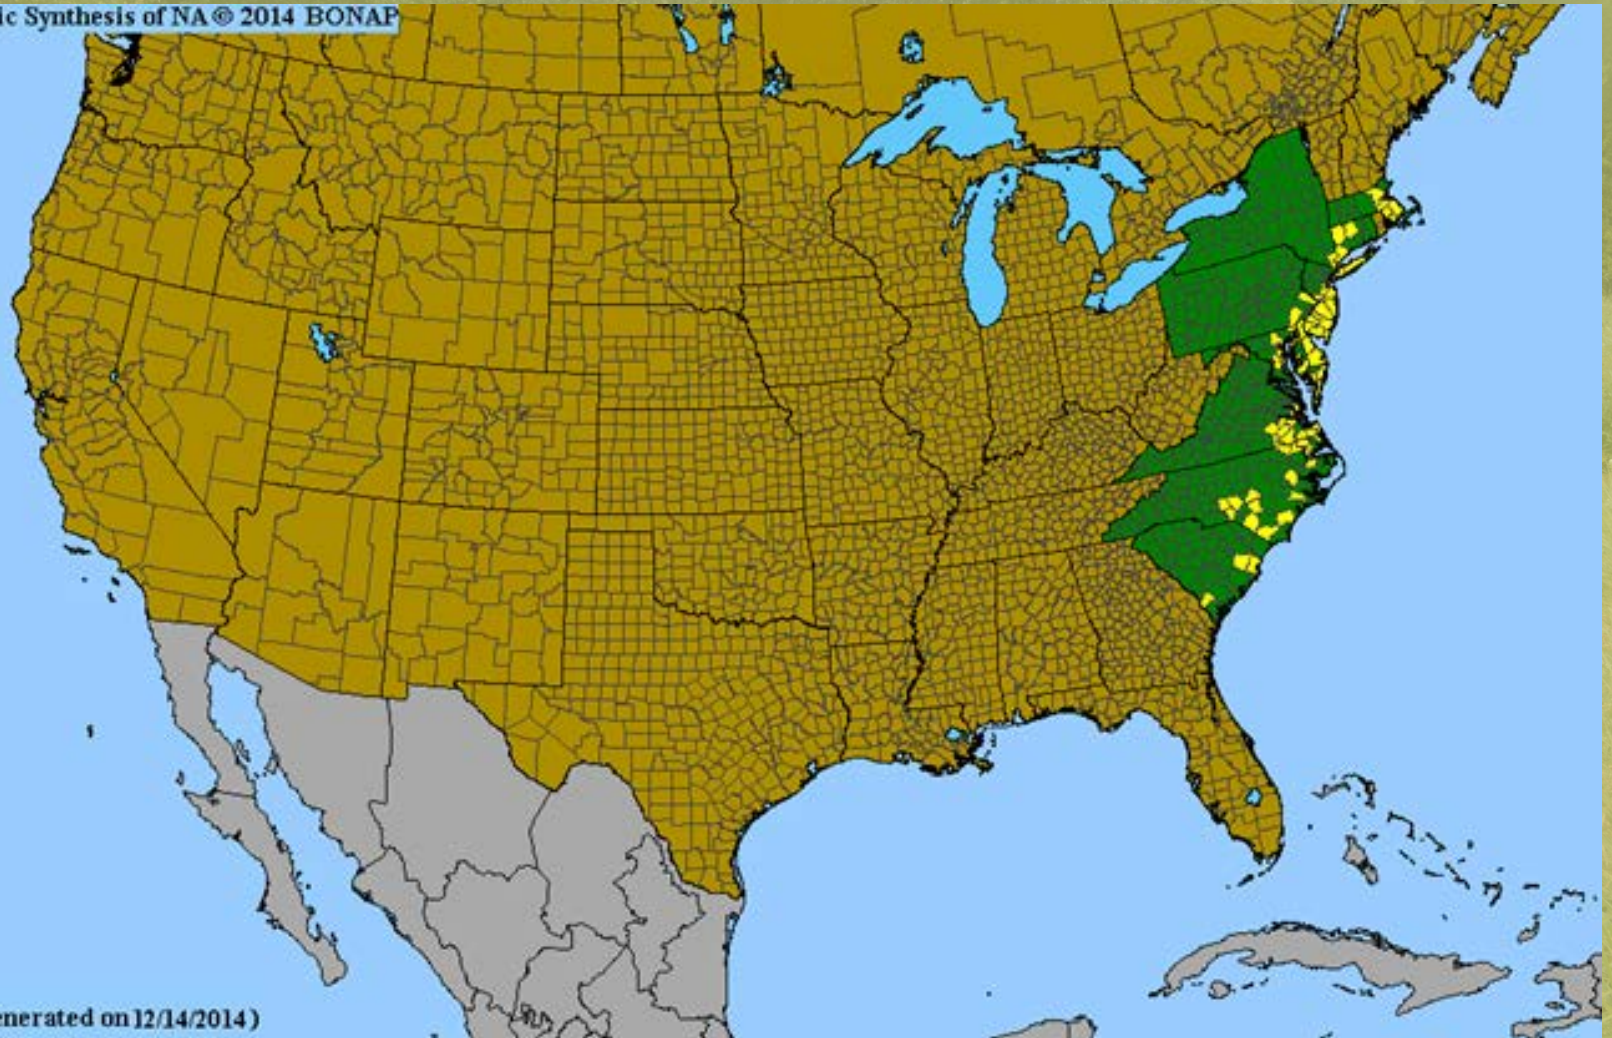 ic Synthesis of NA © 2014 BONAP
enerated on 12/14/2014 )